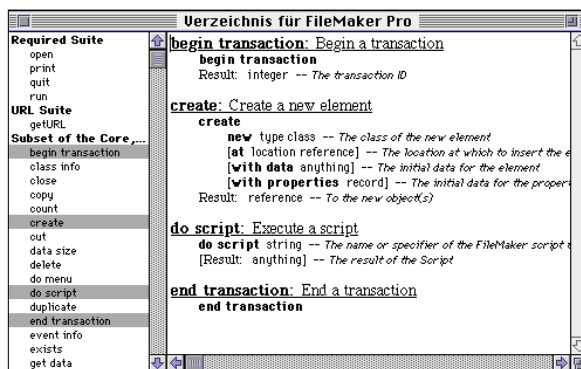 Verzeichnis für FileMaker Pro
Required Suite
open
print
quit
run
URL Suite
getURL
Subset of the Core,...
begin transaction
class info
close
copy
count
create
cut
data size
delete
do menu
do script
duplicate
end transaction
event info
exists
get data
begin transaction: Begin a transaction
begin transaction
Result: integer -- The transaction ID
create: Create a new element
create
new type class -- The class of the new element
[at location reference] -- The location at which to insert the e
[with data anything] -- The initial data for the element
[with properties record] -- The initial data for the proper
Result: reference -- To the new object(s)
do script: Execute a script
do script string -- The name or specifier of the FileMaker script
[Result: anything] -- The result of the Script
end transaction: End a transaction
end transaction